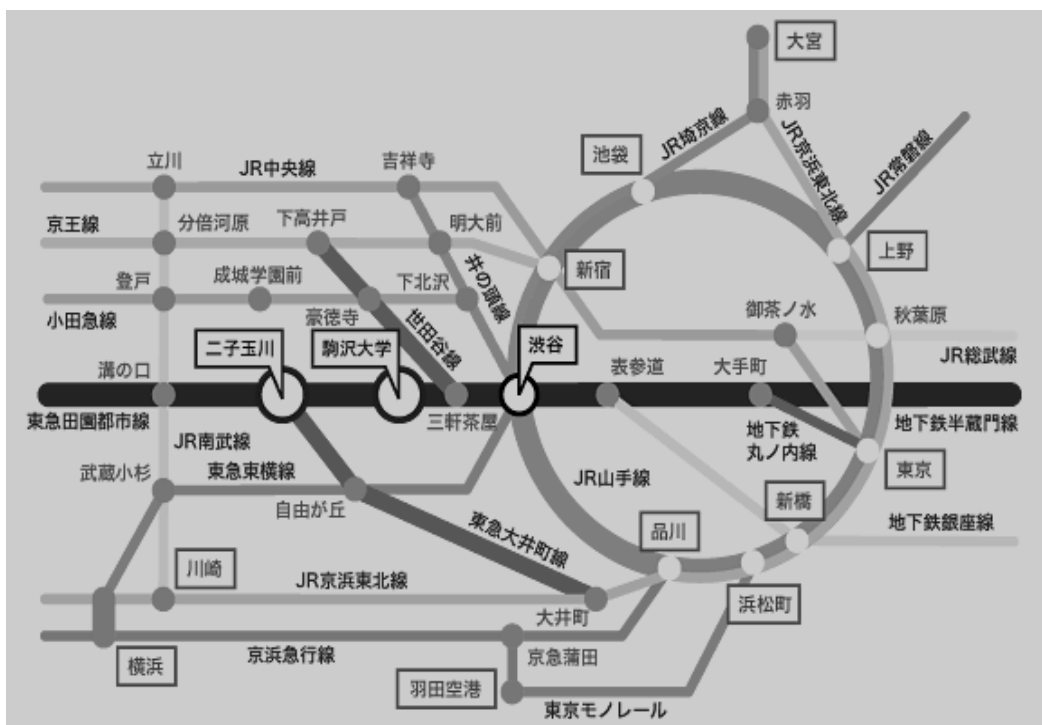 大宮
赤羽
池袋
JR埼京線
JR京浜東北線
JR常磐線
立川
JR中央線
吉祥寺
京王線
分倍河原
下高井戸
明大前
新宿
上野
登戸
成城学園前
下北沢
井の頭線
小田急線
豪徳寺
世田谷線
御茶ノ水
秋葉原
JR総武線
二子玉川
駒沢大学
渋谷
溝の口
表参道
大手町
東急田園都市線
三軒茶屋
地下鉄
丸ノ内線
地下鉄半蔵門線
JR南武線
武蔵小杉
東急東横線
自由が丘
JR山手線
東京
新橋
東急大井町線
品川
地下鉄銀座線
川崎
JR京浜東北線
大井町
浜松町
横浜
京浜急行線
京急蒲田
羽田空港
東京モノレール